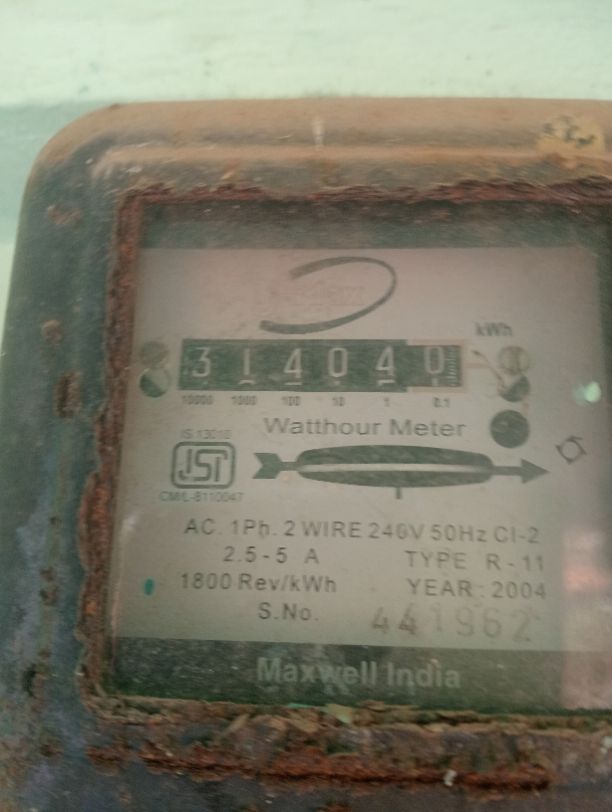 kWh
3 1 4 0 4 0
10000 1000 100 10 1 0.1
Watthour Meter
IS 13010
CM/L-8110047
AC. 1Ph. 2 WIRE 240V 50Hz Cl-2
2.5-5 A TYPE R-11
1800 Rev/kWh YEAR: 2004
S.No. 441962
Maxwell India